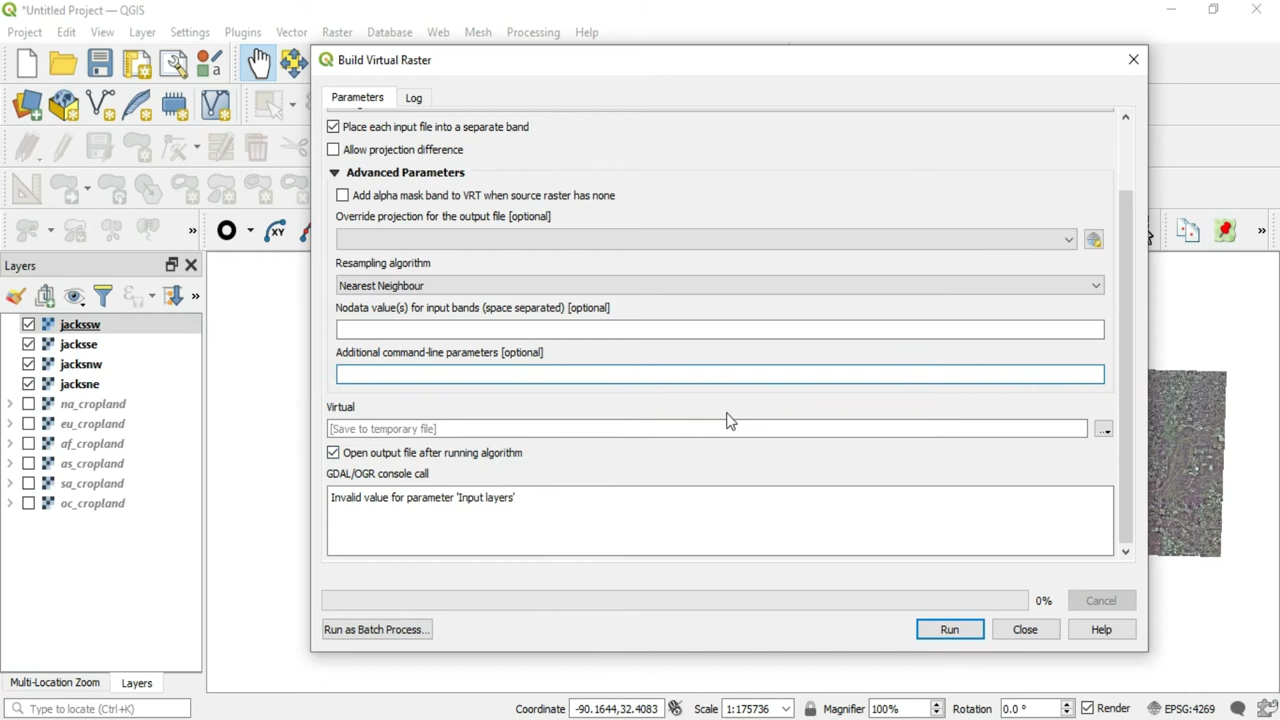 *Untitled Project — QGIS
Project Edit View Layer Settings Plugins Vector Raster Database Web Mesh Processing Help
Build Virtual Raster
Parameters Log
Place each input file into a separate band
Allow projection difference
Advanced Parameters
Add alpha mask band to VRT when source raster has none
Override projection for the output file [optional]
Resampling algorithm
Nearest Neighbour
Nodata value(s) for input bands (space separated) [optional]
Additional command-line parameters [optional]
Virtual
[Save to temporary file]
...
Open output file after running algorithm
GDAL/OGR console call
Invalid value for parameter 'Input layers'
0% Cancel
Run as Batch Process... Run Close Help
XY
»
»
Layers
»
jackssw
jacksse
jacksnw
jacksne
na_cropland
eu_cropland
af_cropland
as_cropland
sa_cropland
oc_cropland
Multi-Location Zoom Layers
Type to locate (Ctrl+K) Coordinate -90.1644,32.4083 Scale 1:175736 Magnifier 100% Rotation 0.0 ° Render EPSG:4269